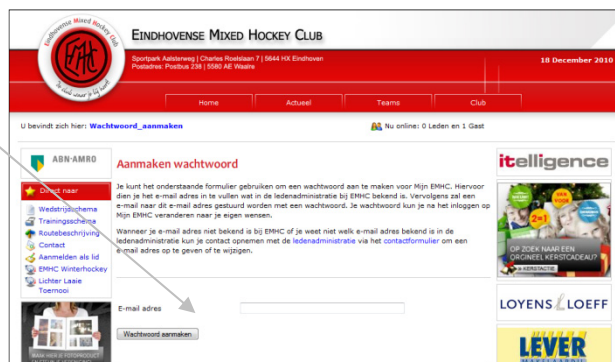 Eindhovense Mixed Hockey Club
EMHC
EINDHOVENSE MIXED HOCKEY CLUB
Sportpark Aalsterweg | Charles Roelslaan 7 | 5644 HX Eindhoven
Postadres: Postbus 238 | 5580 AE Waalre
18 December 2010
Home
Actueel
Teams
Club
U bevindt zich hier: Wachtwoord_aanmaken
Nu online: 0 Leden en 1 Gast
ABN·AMRO
Direct naar
Wedstrijdschema
Trainingsschema
Routebeschrijving
Contact
Aanmelden als lid
EMHC Winterhockey
Lichter Laaie
Toernooi
Aanmaken wachtwoord
Je kunt het onderstaande formulier gebruiken om een wachtwoord aan te maken voor Mijn EMHC. Hiervoor
dien je het e-mail adres in te vullen wat in de ledenadministratie bij EMHC bekend is. Vervolgens zal een
e-mail naar dit e-mail adres gestuurd worden met een wachtwoord. Je wachtwoord kun je na het inloggen op
Mijn EMHC veranderen naar je eigen wensen.
Wanneer je e-mail adres niet bekend is bij EMHC of je weet niet welk e-mail adres bekend is in de
ledenadministratie kun je contact opnemen met de ledenadministratie via het contactformulier om een
e-mail adres op te geven of te wijzigen.
E-mail adres
Wachtwoord aanmaken
itelligence
2=1
OP ZOEK NAAR EEN
ORGINEEL KERSTCADEAU?
KERSTACTIE
LOYENS LOEFF
LEVER